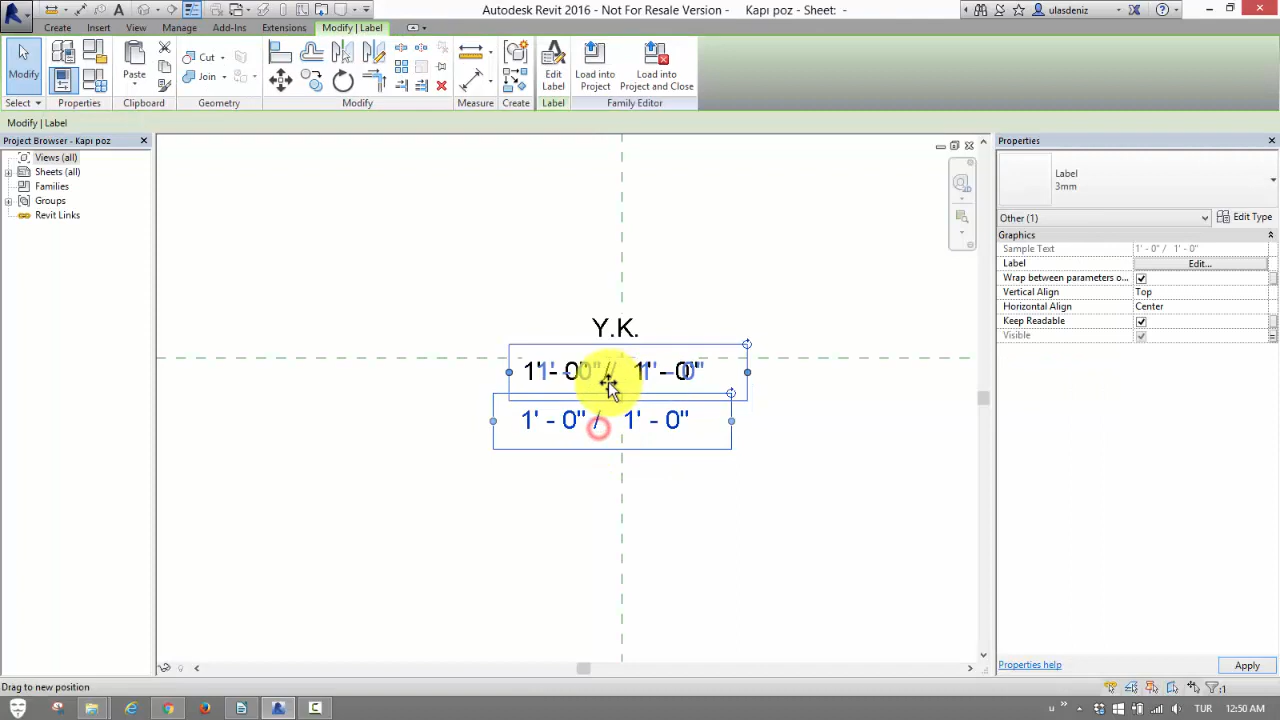 Autodesk Revit 2016 - Not For Resale Version - Kapı poz - Sheet: -
ulasdeniz
Create Insert View Manage Add-Ins Extensions Modify | Label
Modify
Paste
Cut
Join
Edit
Label
Load into
Project
Load into
Project and Close
Select Properties Clipboard Geometry Modify Measure Create Label Family Editor
Modify | Label
Project Browser - Kapı poz
Views (all)
Sheets (all)
Families
Groups
Revit Links
Y.K.
1' - 0" / 1' - 0"
1' - 0" / 1' - 0"
Properties
Label
3mm
Other (1)
Edit Type
Graphics
Sample Text 1' - 0" / 1' - 0"
Label Edit...
Wrap between parameters o...
Vertical Align Top
Horizontal Align Center
Keep Readable
Visible
Properties help
Apply
Drag to new position
:1
TUR 12:50 AM